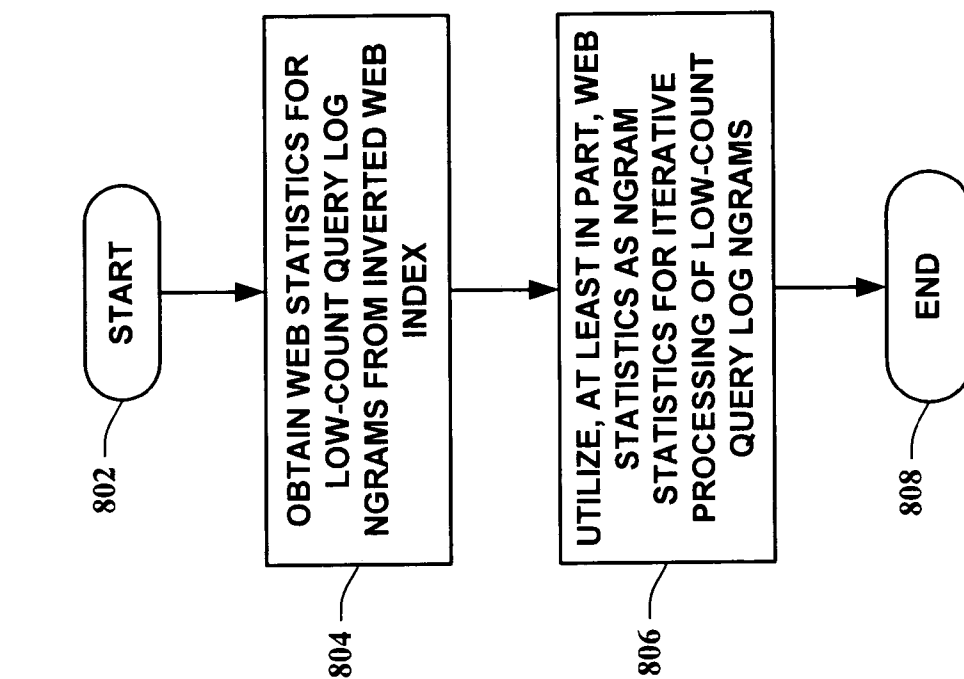 START
802
OBTAIN WEB STATISTICS FOR
LOW-COUNT QUERY LOG
NGRAMS FROM INVERTED WEB
INDEX
804
UTILIZE, AT LEAST IN PART, WEB
STATISTICS AS NGRAM
STATISTICS FOR ITERATIVE
PROCESSING OF LOW-COUNT
QUERY LOG NGRAMS
806
END
808